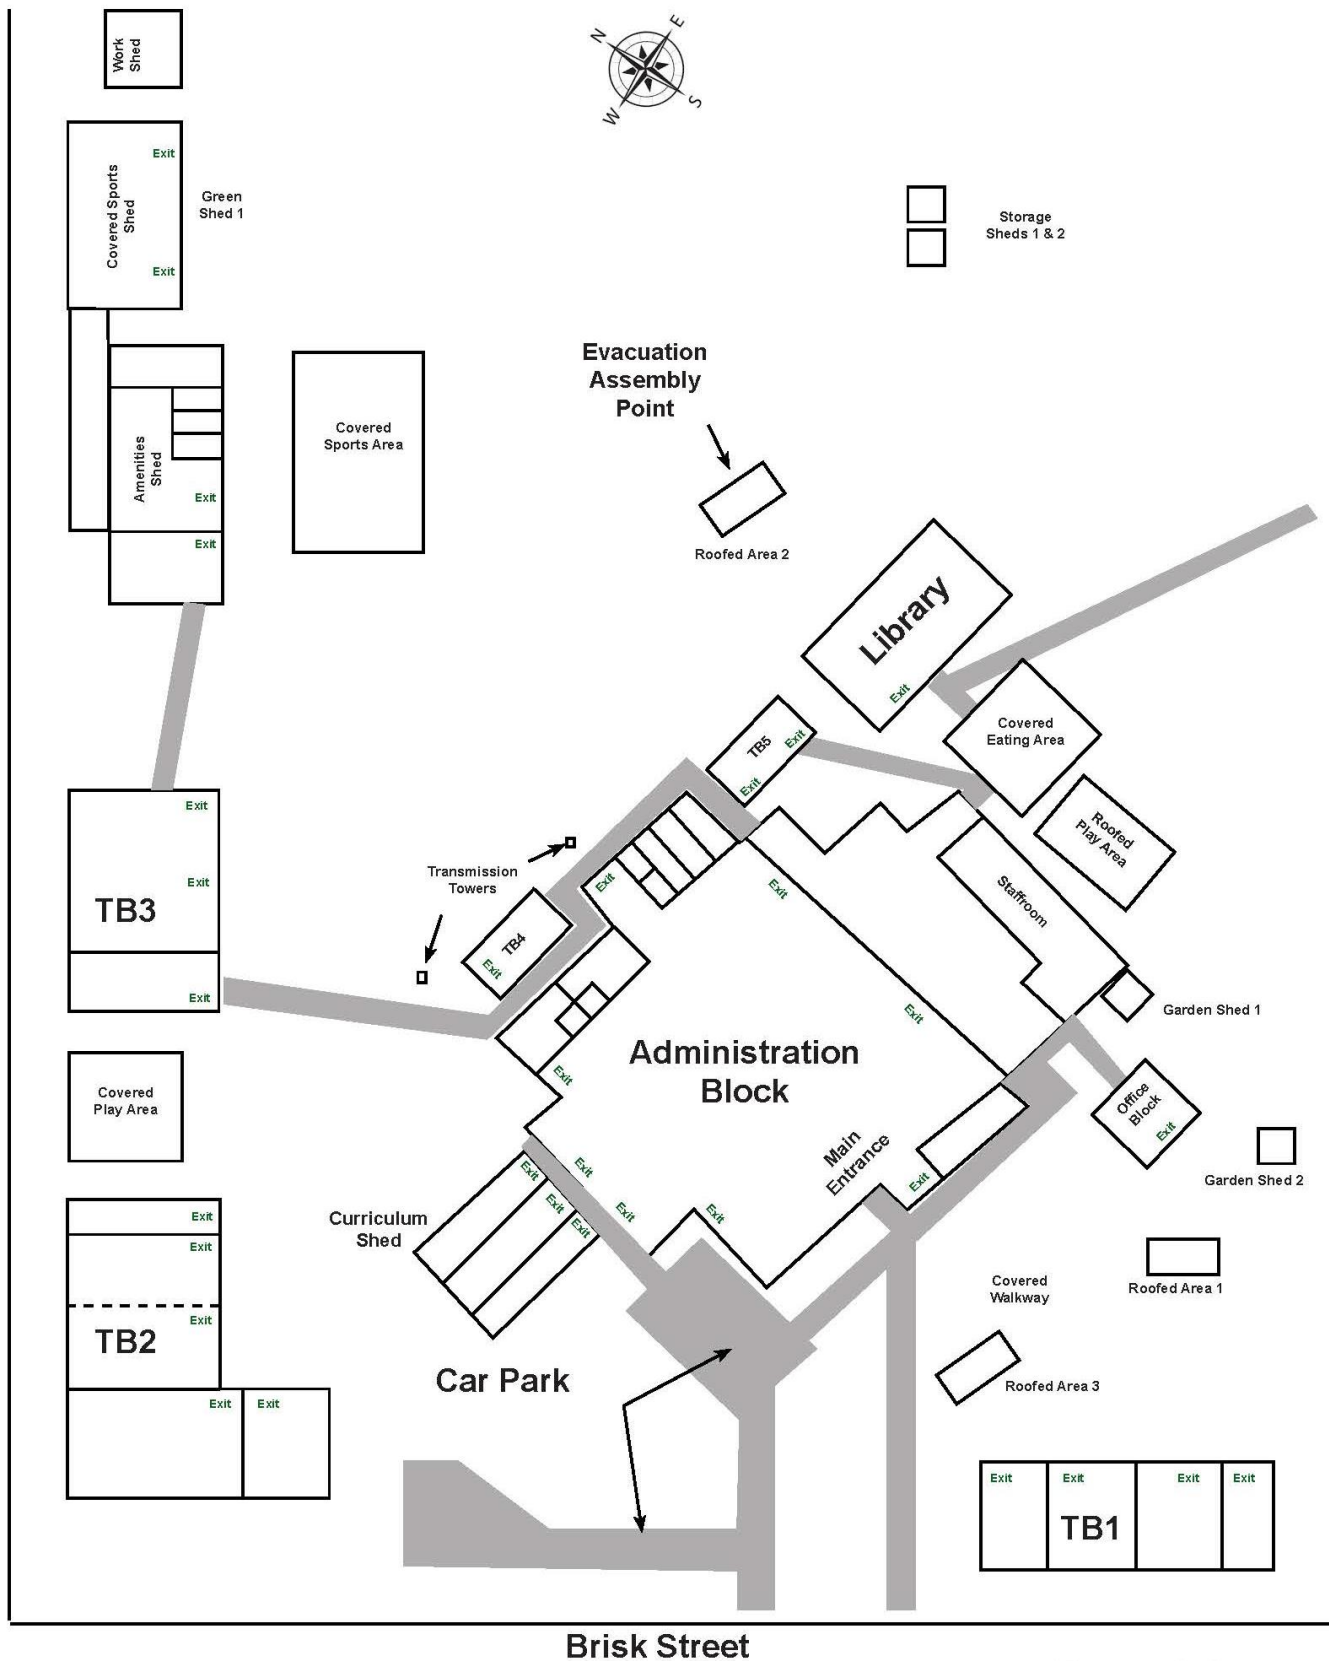 Work
Shed
N
E
W
S
Exit
Covered Sports
Shed
Green
Shed 1
Exit
Storage
Sheds 1 & 2
Evacuation
Assembly
Point
Covered
Sports Area
Amenities
Shed
Exit
Exit
Roofed Area 2
Library
Exit
Covered
Eating Area
TB5
Exit
Exit
Exit
Exit
TB3
Exit
Transmission
Towers
Exit
Exit
Roofed
Play Area
Staffroom
TB4
Exit
Exit
Garden Shed 1
Administration
Block
Exit
Covered
Play Area
Office
Block
Exit
Main
Entrance
Exit
Garden Shed 2
Exit
Exit
Exit
Exit
Exit
Exit
Curriculum
Shed
Exit
Exit
Exit
TB2
Exit
Exit
Covered
Walkway
Roofed Area 1
Car Park
Roofed Area 3
Exit
Exit
Exit
Exit
TB1
Brisk Street